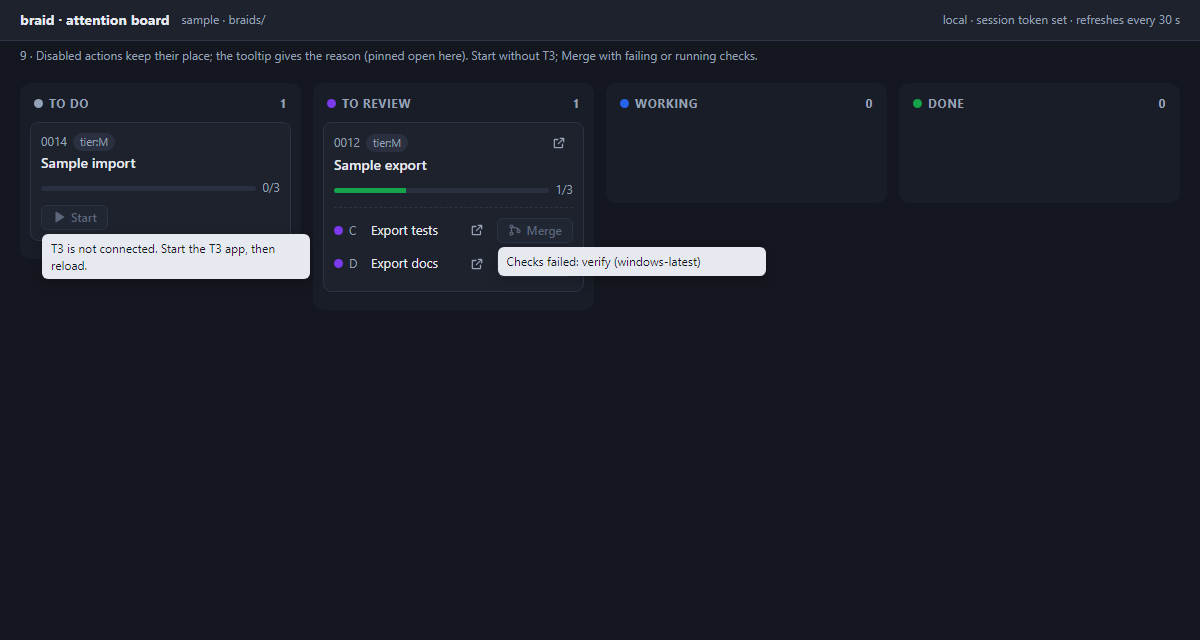 braid · attention board sample · braids/ local · session token set · refreshes every 30 s
9 · Disabled actions keep their place; the tooltip gives the reason (pinned open here). Start without T3; Merge with failing or running checks.
TO DO 1
0014 tier:M
Sample import
0/3
Start
T3 is not connected. Start the T3 app, then
reload.
TO REVIEW 1
0012 tier:M
Sample export
1/3
C Export tests Merge
D Export docs
Checks failed: verify (windows-latest)
WORKING 0
DONE 0